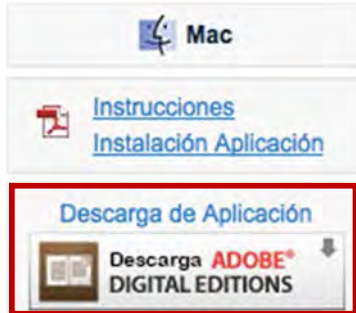 Mac
Instrucciones
Instalación Aplicación
Descarga de Aplicación
Descarga ADOBE®
DIGITAL EDITIONS